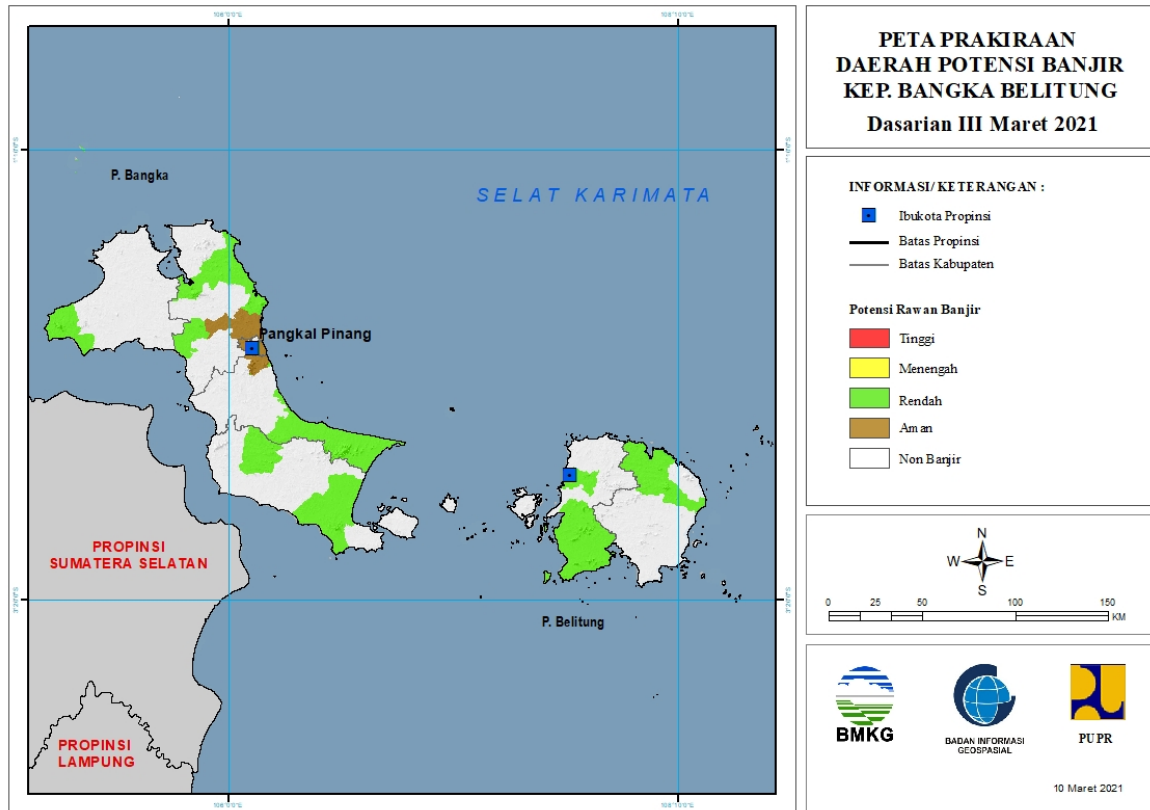 PETA PRAKIRAAN
DAERAH POTENSI BANJIR
KEP. BANGKA BELITUNG
Dasarian III Maret 2021
P. Bangka
SELAT KARIMATA
Pangkal Pinang
PROPINSI
SUMATERA SELATAN
P. Belitung
PROPINSI
LAMPUNG
INFORMASI/ KETERANGAN :
Ibukota Propinsi
Batas Propinsi
Batas Kabupaten
Potensi Rawan Banjir
Tinggi
Menengah
Rendah
Aman
Non Banjir
N
W E
S
0 25 50 100 150
KM
BMKG
BADAN INFORMASI
GEOSPASIAL
PUPR
10 Maret 2021